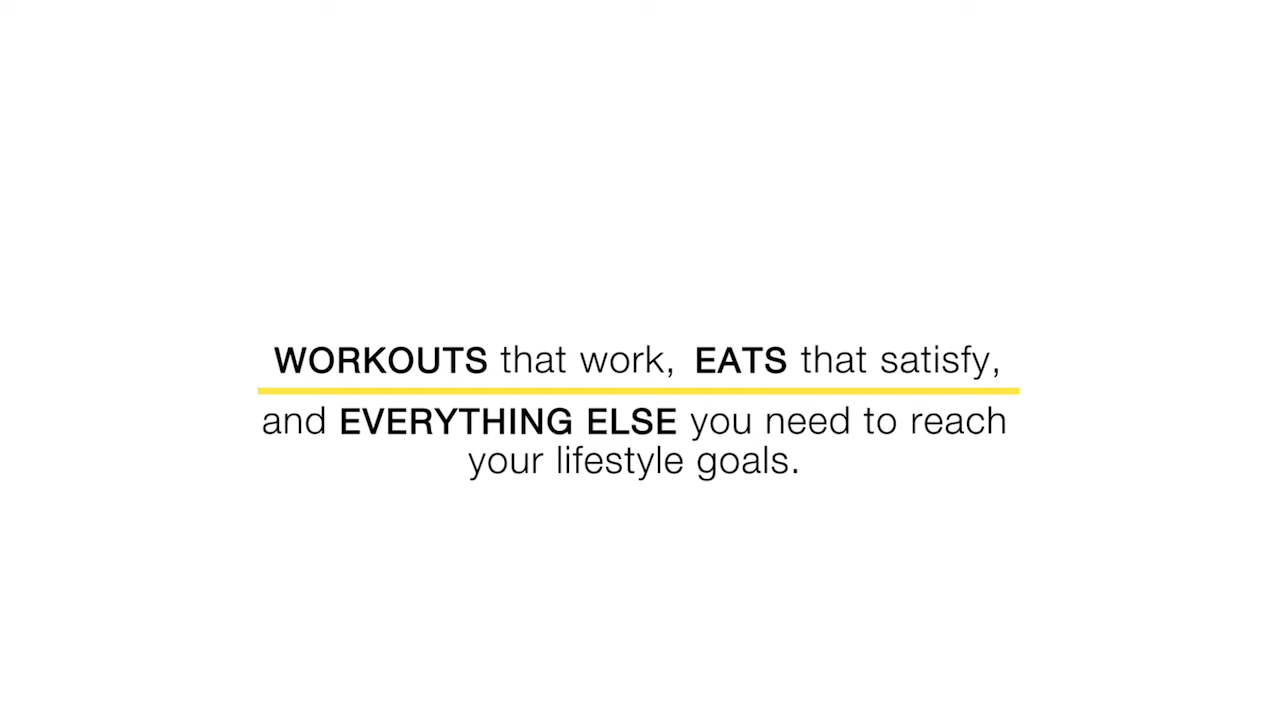 WORKOUTS that work, EATS that satisfy,
and EVERYTHING ELSE you need to reach
your lifestyle goals.